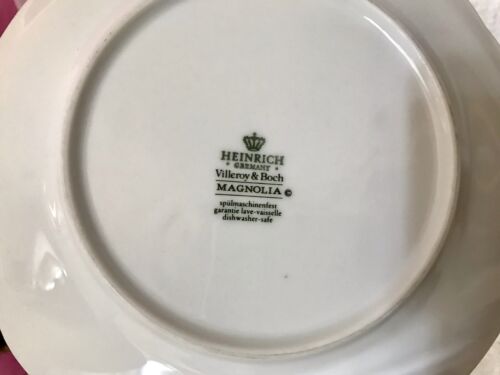 HEINRICH
• GERMANY •
Villeroy & Boch
MAGNOLIA ©
spülmaschinenfest
garantie lave-vaisselle
dishwasher-safe